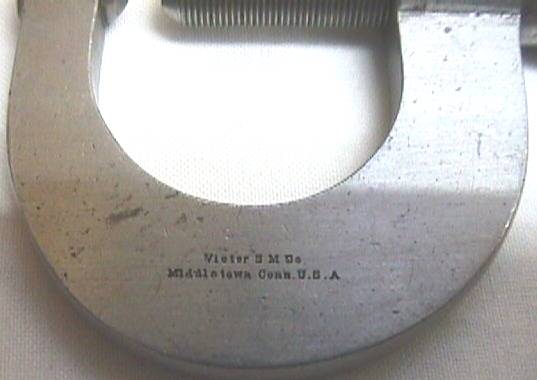 Victor S M Co
Middletown Conn. U.S.A